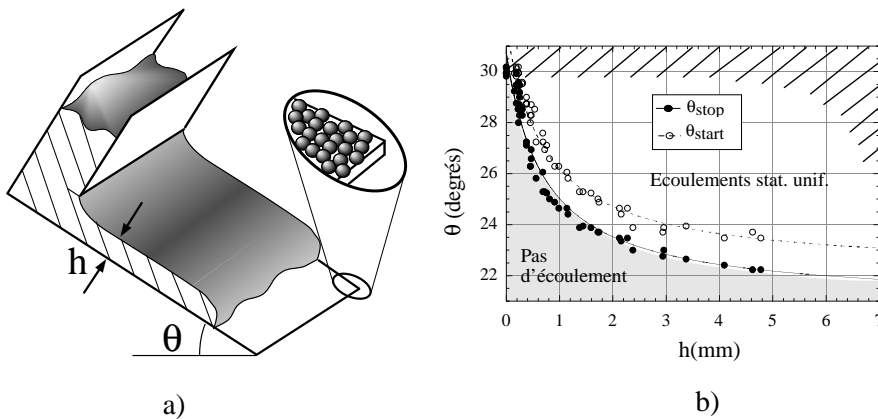 h
θ
a)
θ (degrés)
30
28
26
24
22
θstop
θstart
Ecoulements stat. unif.
Pas
d'écoulement
0 1 2 3 4 5 6 7
h(mm)
b)